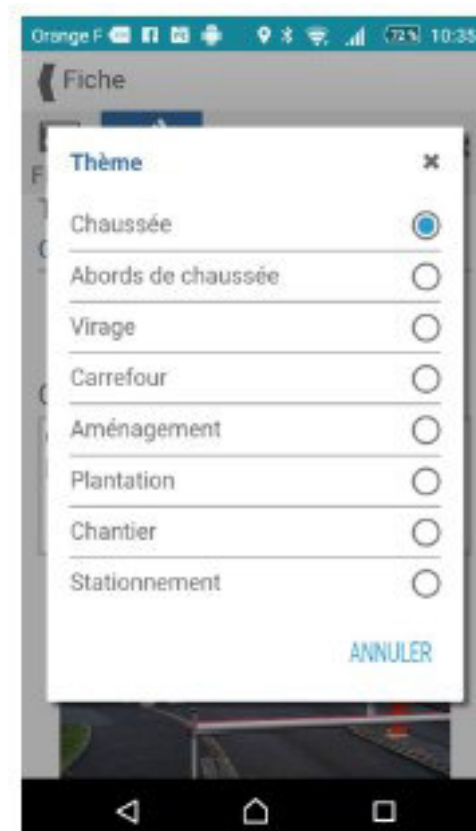 Orange F 72% 10:35
Fiche
Thème
Chaussée
Abords de chaussée
Virage
Carrefour
Aménagement
Plantation
Chantier
Stationnement
ANNULER